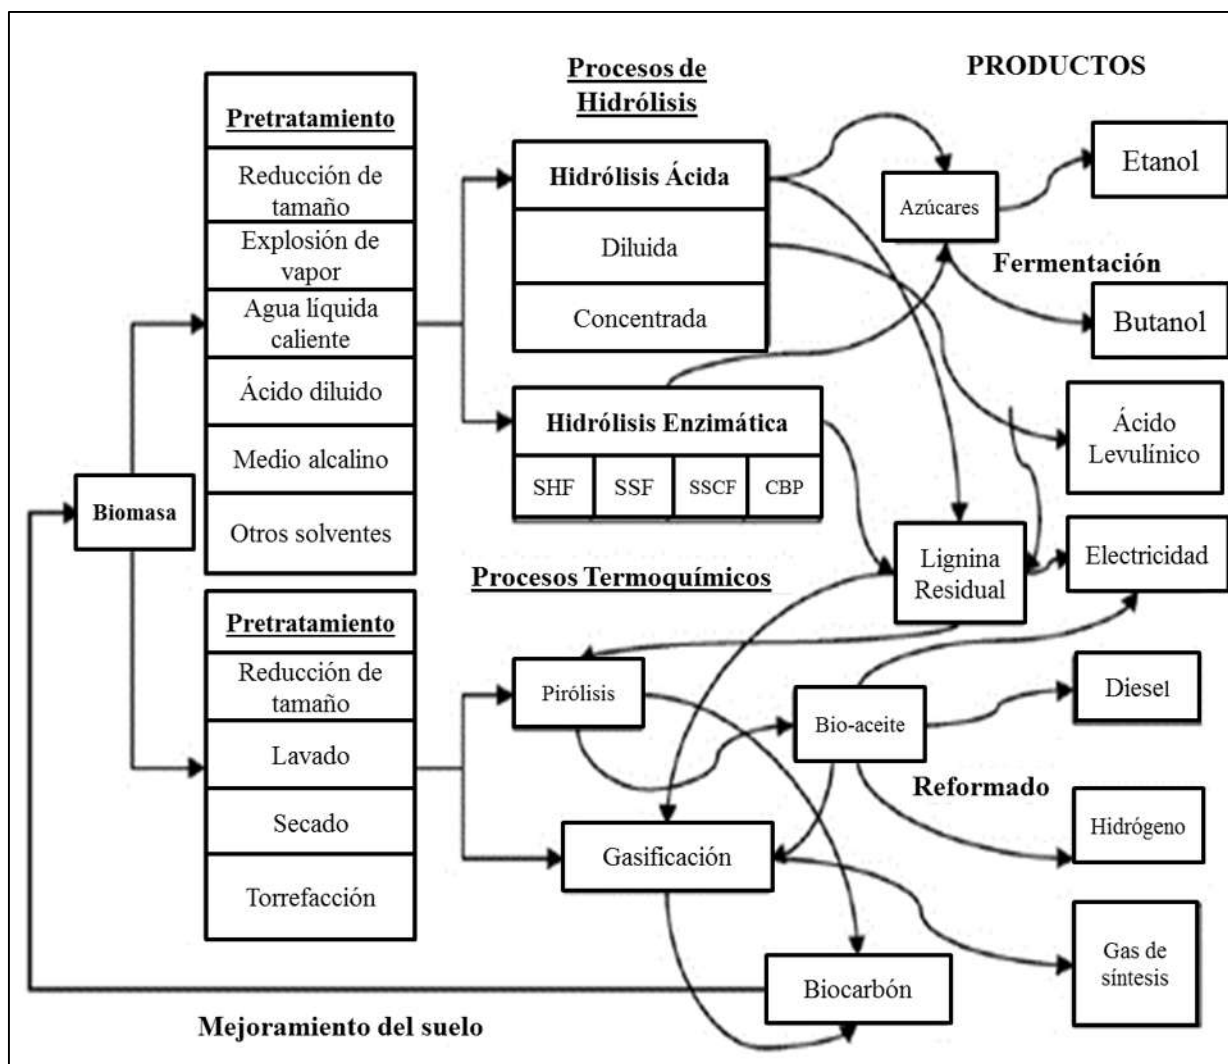 Procesos de
Hidrólisis
PRODUCTOS
Pretratamiento
Reducción de
tamaño
Explosión de
vapor
Agua líquida
caliente
Ácido diluido
Medio alcalino
Otros solventes
Hidrólisis Ácida
Diluida
Concentrada
Hidrólisis Enzimática
SHF
SSF
SSCF
CBP
Azúcares
Etanol
Fermentación
Butanol
Ácido
Levulínico
Biomasa
Lignina
Residual
Electricidad
Procesos Termoquímicos
Pretratamiento
Reducción de
tamaño
Lavado
Secado
Torrefacción
Pirólisis
Bio-aceite
Diesel
Reformado
Hidrógeno
Gasificación
Gas de
síntesis
Biocarbón
Mejoramiento del suelo